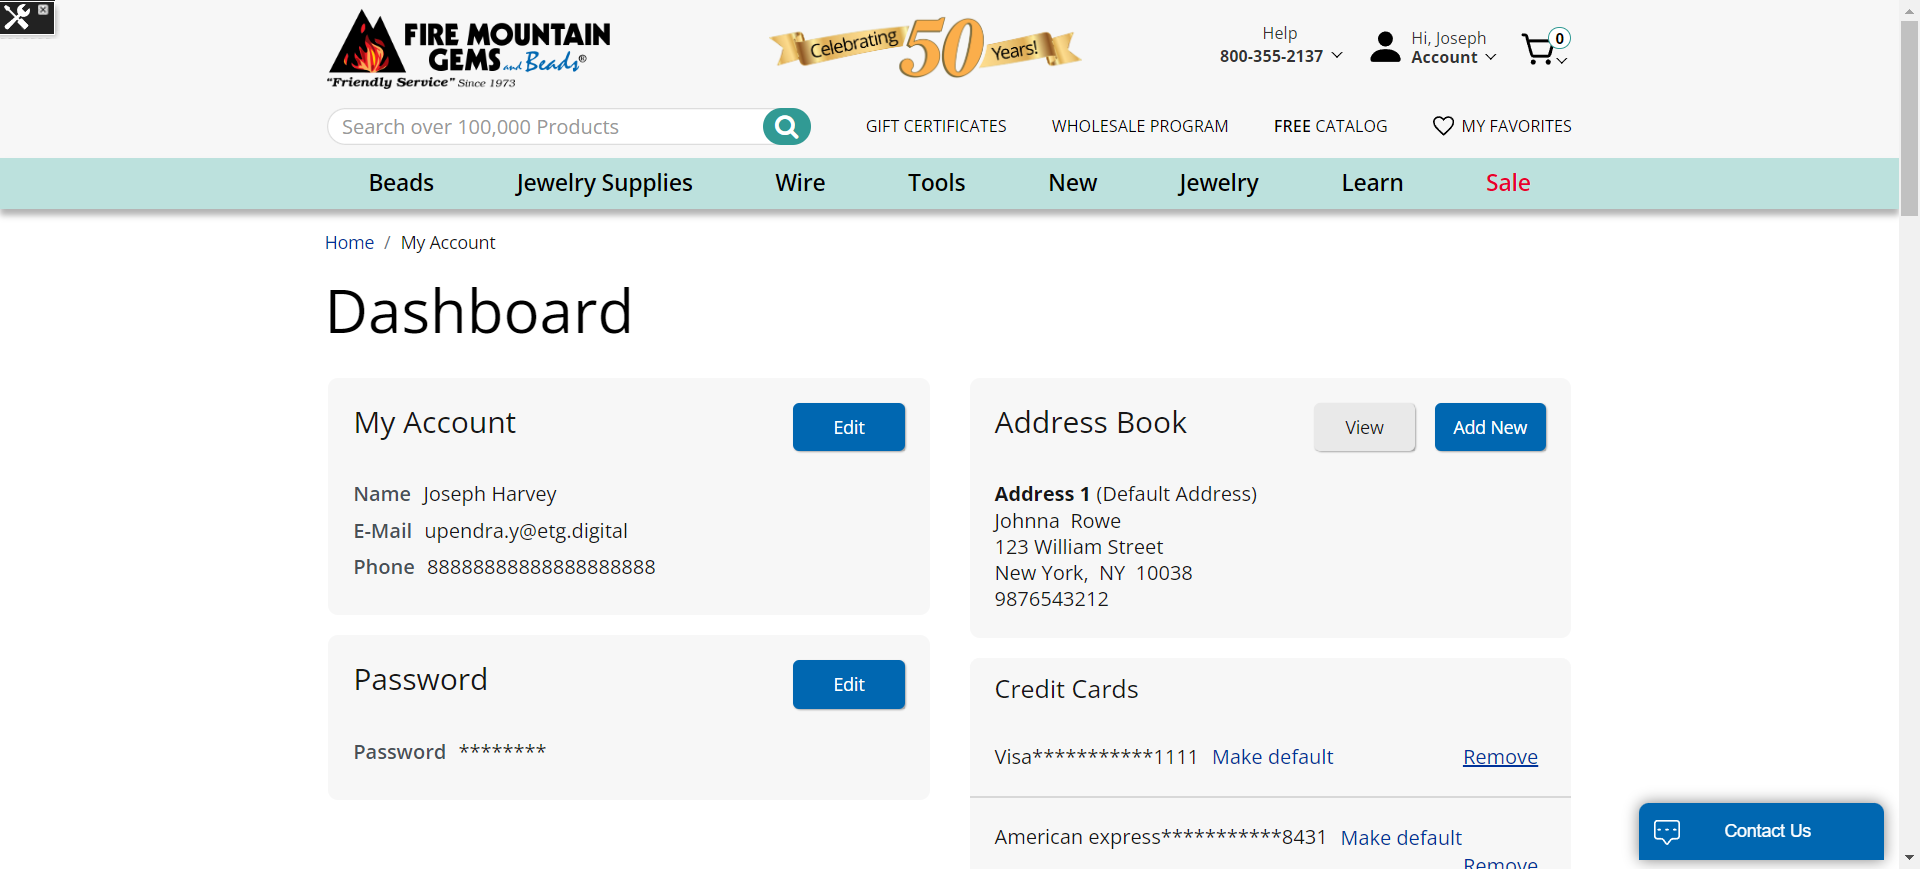 FIRE MOUNTAIN
GEMS and Beads®
"Friendly Service" Since 1973
Celebrating 50 Years!
Help
800-355-2137
Hi, Joseph
Account
0
Search over 100,000 Products
GIFT CERTIFICATES
WHOLESALE PROGRAM
FREE CATALOG
MY FAVORITES
Beads
Jewelry Supplies
Wire
Tools
New
Jewelry
Learn
Sale
Home / My Account
Dashboard
My Account
Edit
Name Joseph Harvey
E-Mail upendra.y@etg.digital
Phone 88888888888888888888
Password
Edit
Password ********
Address Book
View
Add New
Address 1 (Default Address)
Johnna Rowe
123 William Street
New York, NY 10038
9876543212
Credit Cards
Visa***********1111 Make default Remove
American express***********8431 Make default
Remove
Contact Us